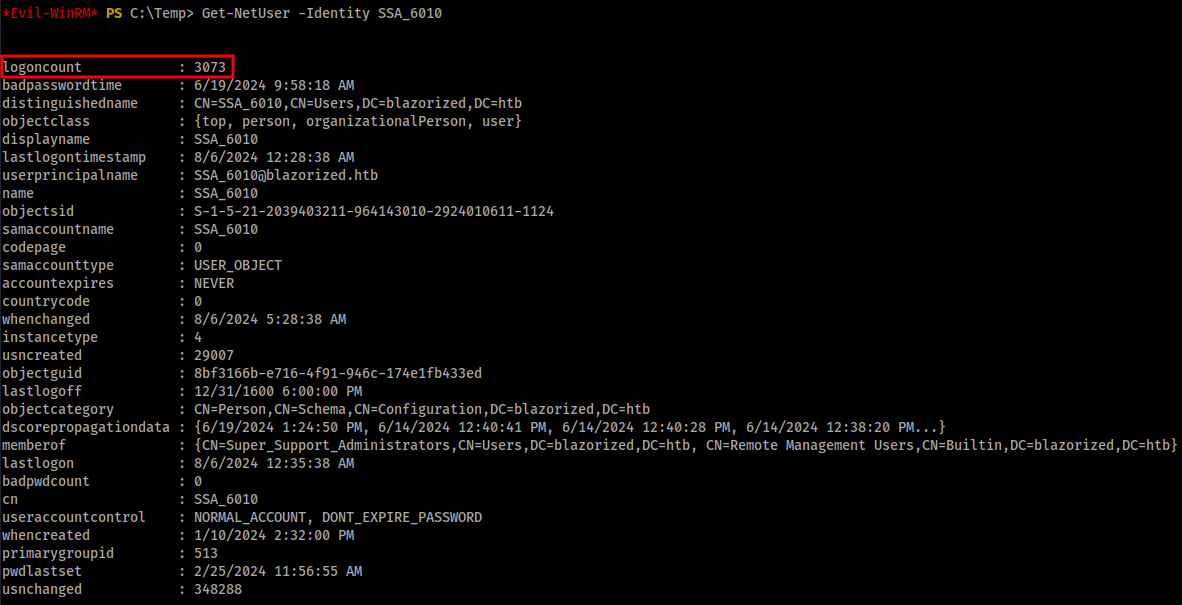 *Evil-WinRM* PS C:\Temp> Get-NetUser -Identity SSA_6010
logoncount : 3073
badpasswordtime : 6/19/2024 9:58:18 AM
distinguishedname : CN=SSA_6010,CN=Users,DC=blazorized,DC=htb
objectclass : {top, person, organizationalPerson, user}
displayname : SSA_6010
lastlogontimestamp : 8/6/2024 12:28:38 AM
userprincipalname : SSA_6010@blazorized.htb
name : SSA_6010
objectsid : S-1-5-21-2039403211-964143010-2924010611-1124
samaccountname : SSA_6010
codepage : 0
samaccounttype : USER_OBJECT
accountexpires : NEVER
countrycode : 0
whenchanged : 8/6/2024 5:28:38 AM
instancetype : 4
usncreated : 29007
objectguid : 8bf3166b-e716-4f91-946c-174e1fb433ed
lastlogoff : 12/31/1600 6:00:00 PM
objectcategory : CN=Person,CN=Schema,CN=Configuration,DC=blazorized,DC=htb
dscorepropagationdata : {6/19/2024 1:24:50 PM, 6/14/2024 12:40:41 PM, 6/14/2024 12:40:28 PM, 6/14/2024 12:38:20 PM...}
memberof : {CN=Super_Support_Administrators,CN=Users,DC=blazorized,DC=htb, CN=Remote Management Users,CN=Builtin,DC=blazorized,DC=htb}
lastlogon : 8/6/2024 12:35:38 AM
badpwdcount : 0
cn : SSA_6010
useraccountcontrol : NORMAL_ACCOUNT, DONT_EXPIRE_PASSWORD
whencreated : 1/10/2024 2:32:00 PM
primarygroupid : 513
pwdlastset : 2/25/2024 11:56:55 AM
usnchanged : 348288